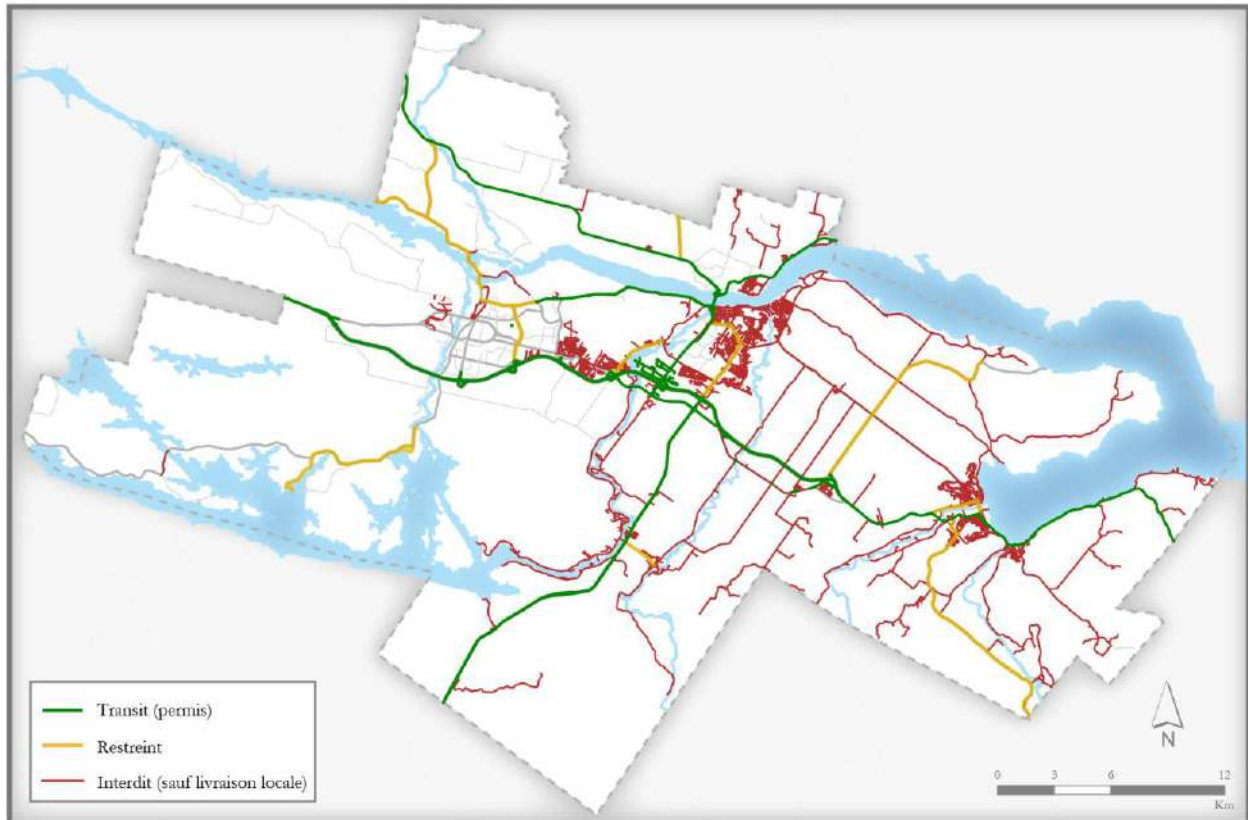 Transit (permis)
Restreint
Interdit (sauf livraison locale)
N
0 3 6 12
Km